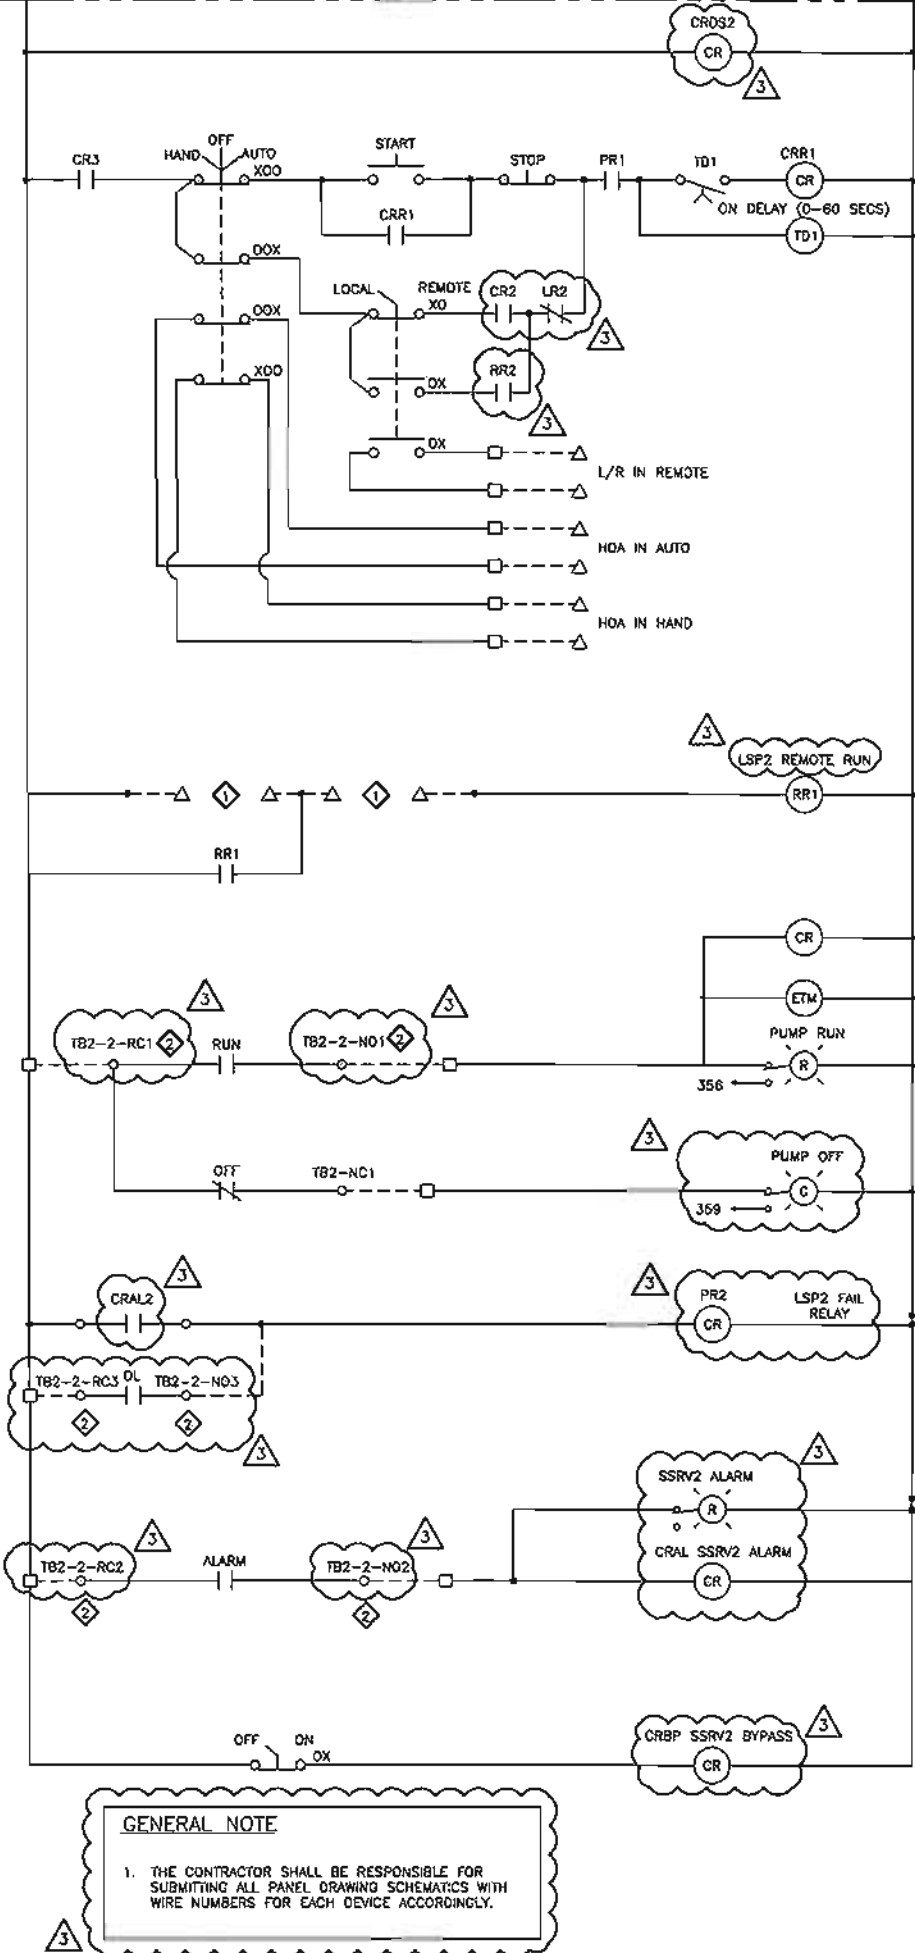 CRDS2
CR
3
OFF
HAND AUTO
CR3
XOO
START
STOP
PR1
TD1
CRR1
CR
CRR1
ON DELAY (0-60 SECS)
TD1
OOX
LOCAL
REMOTE
XO
CR2
LR2
OOX
3
XOO
OX
RR2
3
OX
L/R IN REMOTE
HOA IN AUTO
HOA IN HAND
3
LSP2 REMOTE RUN
1
1
RR1
RR1
CR
ETM
3
3
PUMP RUN
TB2-2-RC1
2
RUN
TB2-2-NO1
2
R
356
3
PUMP OFF
OFF
TB2-NC1
G
359
3
3
CRAL2
PR2
LSP2 FAIL
RELAY
CR
TB2-2-RC3
OL
TB2-2-NO3
2
2
3
3
SSRV2 ALARM
R
3
3
CRAL SSRV2 ALARM
TB2-2-RC2
ALARM
TB2-2-NO2
CR
2
2
3
OFF
ON
OX
CRBP SSRV2 BYPASS
CR
GENERAL NOTE
1. THE CONTRACTOR SHALL BE RESPONSIBLE FOR
SUBMITTING ALL PANEL DRAWING SCHEMATICS WITH
WIRE NUMBERS FOR EACH DEVICE ACCORDINGLY.
3